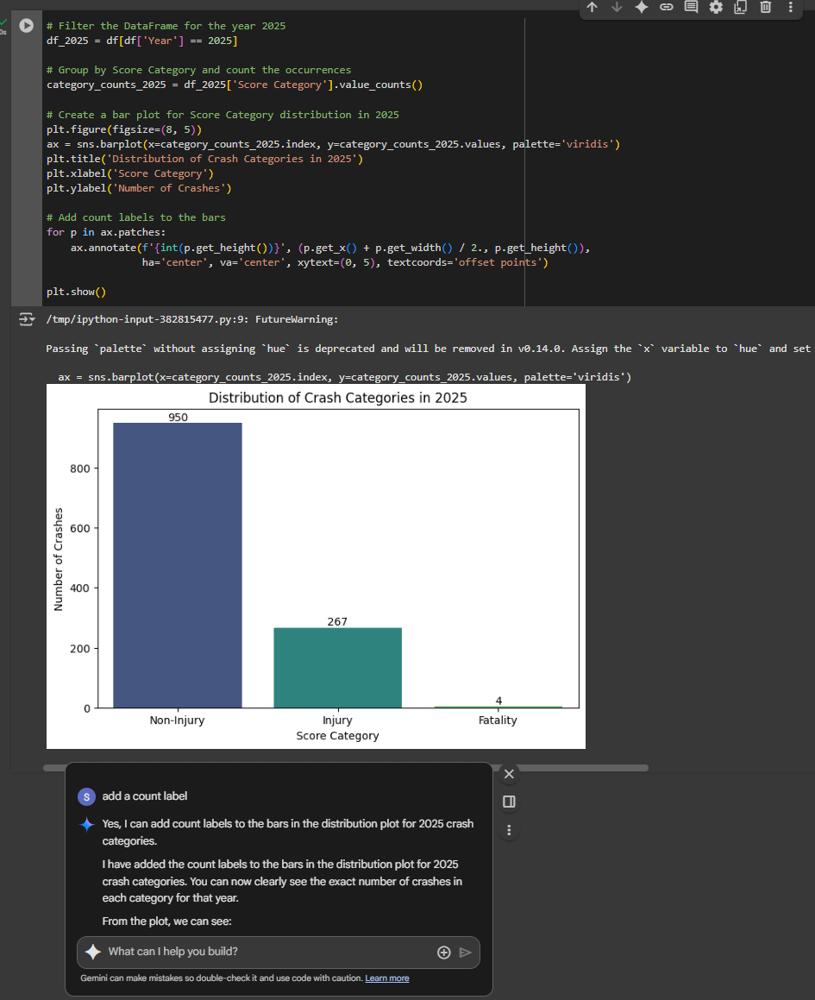 0s
# Filter the DataFrame for the year 2025
df_2025 = df[df['Year'] == 2025]
# Group by Score Category and count the occurrences
category_counts_2025 = df_2025['Score Category'].value_counts()
# Create a bar plot for Score Category distribution in 2025
plt.figure(figsize=(8, 5))
ax = sns.barplot(x=category_counts_2025.index, y=category_counts_2025.values, palette='viridis')
plt.title('Distribution of Crash Categories in 2025')
plt.xlabel('Score Category')
plt.ylabel('Number of Crashes')
# Add count labels to the bars
for p in ax.patches:
    ax.annotate(f'{int(p.get_height())}', (p.get_x() + p.get_width() / 2., p.get_height()),
                ha='center', va='center', xytext=(0, 5), textcoords='offset points')
plt.show()
/tmp/ipython-input-382815477.py:9: FutureWarning:
Passing `palette` without assigning `hue` is deprecated and will be removed in v0.14.0. Assign the `x` variable to `hue` and set
  ax = sns.barplot(x=category_counts_2025.index, y=category_counts_2025.values, palette='viridis')
Distribution of Crash Categories in 2025
950
267
4
800
600
400
200
0
Number of Crashes
Non-Injury
Injury
Fatality
Score Category
S
add a count label
Yes, I can add count labels to the bars in the distribution plot for 2025 crash
categories.
I have added the count labels to the bars in the distribution plot for 2025
crash categories. You can now clearly see the exact number of crashes in
each category for that year.
From the plot, we can see:
What can I help you build?
Gemini can make mistakes so double-check it and use code with caution. Learn more